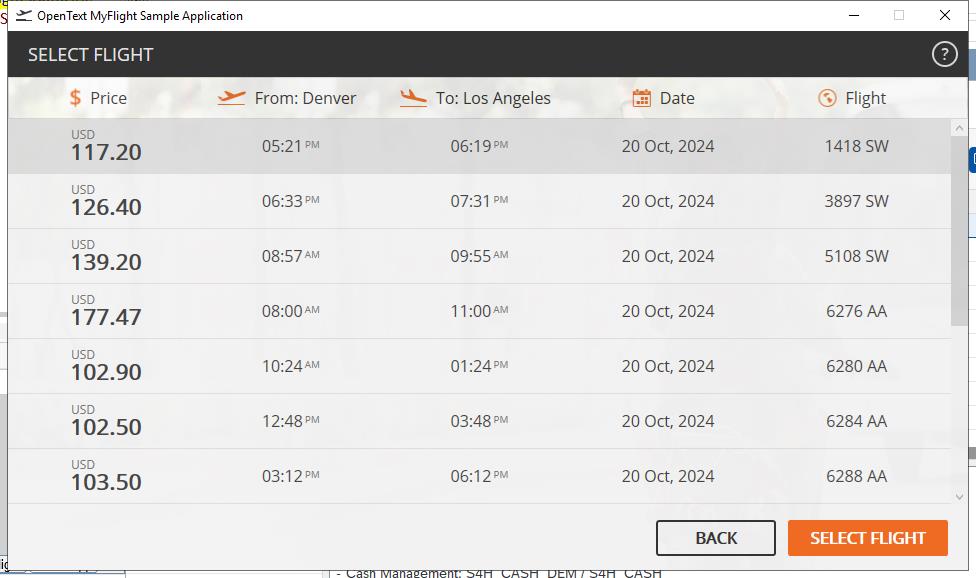 OpenText MyFlight Sample Application
SELECT FLIGHT ?
$ Price From: Denver To: Los Angeles Date Flight
USD
117.20 05:21 PM 06:19 PM 20 Oct, 2024 1418 SW
USD
126.40 06:33 PM 07:31 PM 20 Oct, 2024 3897 SW
USD
139.20 08:57 AM 09:55 AM 20 Oct, 2024 5108 SW
USD
177.47 08:00 AM 11:00 AM 20 Oct, 2024 6276 AA
USD
102.90 10:24 AM 01:24 PM 20 Oct, 2024 6280 AA
USD
102.50 12:48 PM 03:48 PM 20 Oct, 2024 6284 AA
USD
103.50 03:12 PM 06:12 PM 20 Oct, 2024 6288 AA
BACK SELECT FLIGHT
- Cash Management: S4H_CASH_DEM / S4H_CASH